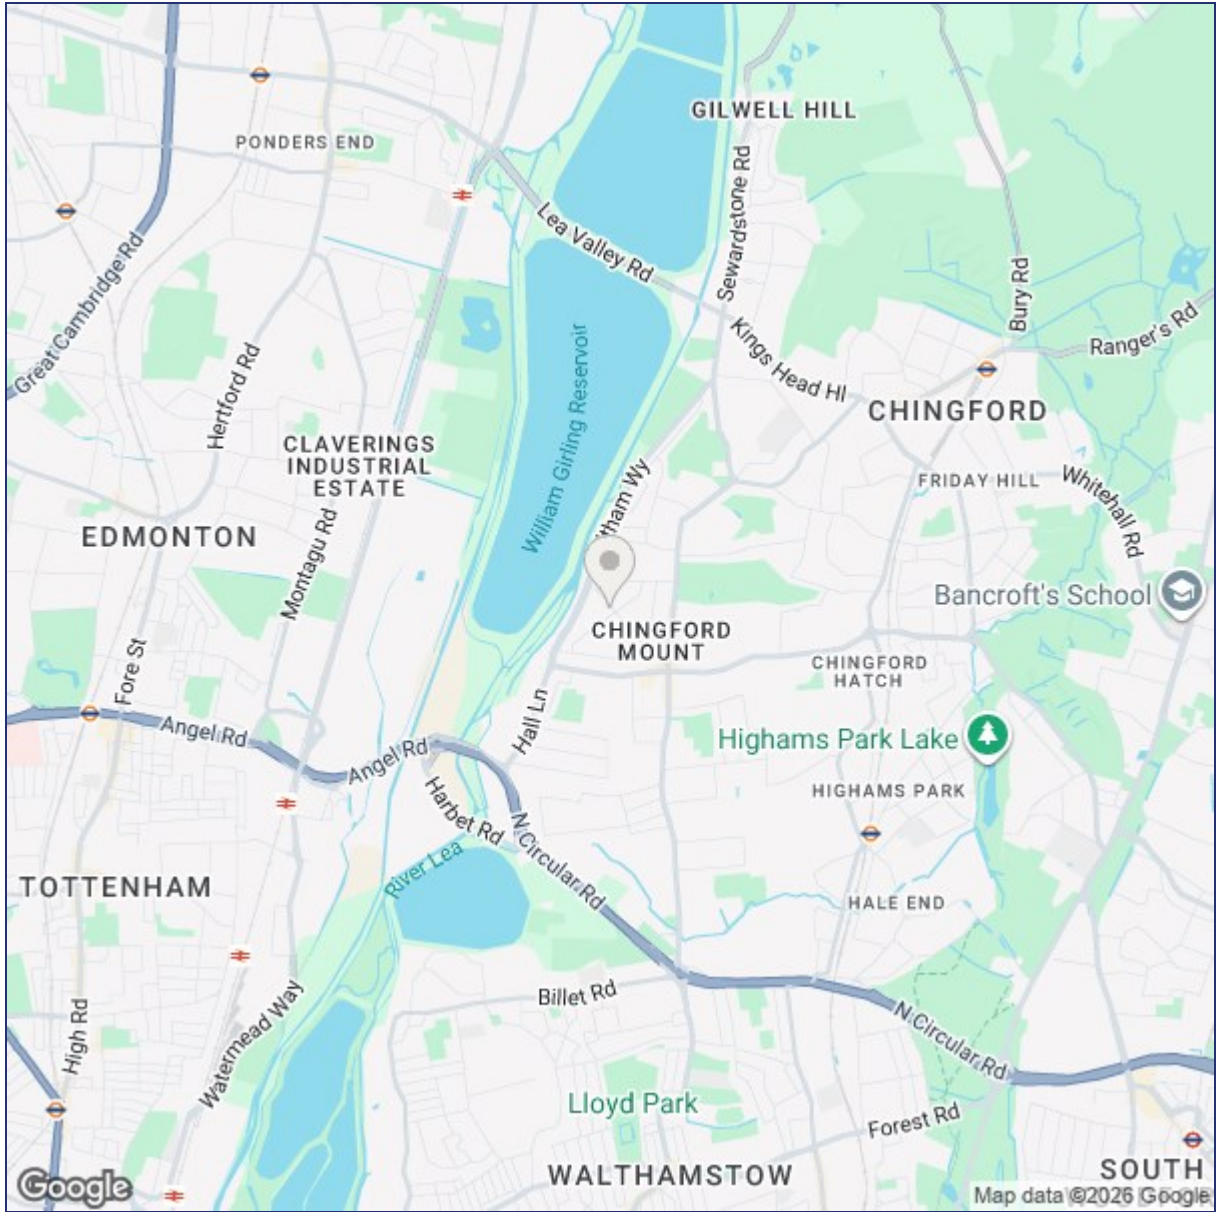 GILWELL HILL
PONDERS END
Sewardstone Rd
Lea Valley Rd
Great Cambridge Rd
Bury Rd
Ranger's Rd
Kings Head Hl
Hertford Rd
William Girling Reservoir
CHINGFORD
CLAVERINGS
INDUSTRIAL
ESTATE
FRIDAY HILL
Whitehall Rd
EDMONTON
Montagu Rd
Wy
Bancroft's School
CHINGFORD
MOUNT
Fore St
CHINGFORD
HATCH
Angel Rd
Angel Rd
Hall Ln
Highams Park Lake
HIGHAMS PARK
Harbet Rd
N Circular Rd
River Lea
TOTTENHAM
HALE END
Billet Rd
High Rd
Watermead Way
N Circular Rd
Lloyd Park
Forest Rd
WALTHAMSTOW
SOUTH
Google
Map data ©2026 Google